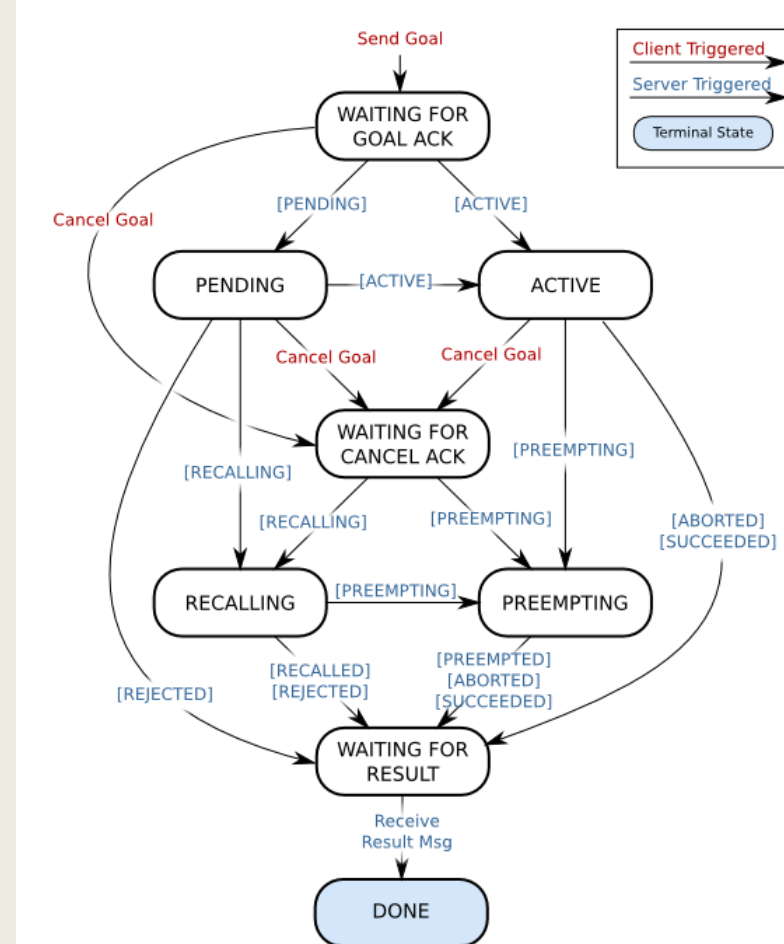 Send Goal
Client Triggered
Server Triggered
Terminal State
WAITING FOR
GOAL ACK
[PENDING]
[ACTIVE]
Cancel Goal
PENDING
[ACTIVE]
ACTIVE
Cancel Goal
Cancel Goal
WAITING FOR
CANCEL ACK
[RECALLING]
[PREEMPTING]
[RECALLING]
[PREEMPTING]
[ABORTED]
[SUCCEEDED]
RECALLING
[PREEMPTING]
PREEMPTING
[REJECTED]
[RECALLED]
[REJECTED]
[PREEMPTED]
[ABORTED]
[SUCCEEDED]
WAITING FOR
RESULT
Receive
Result Msg
DONE